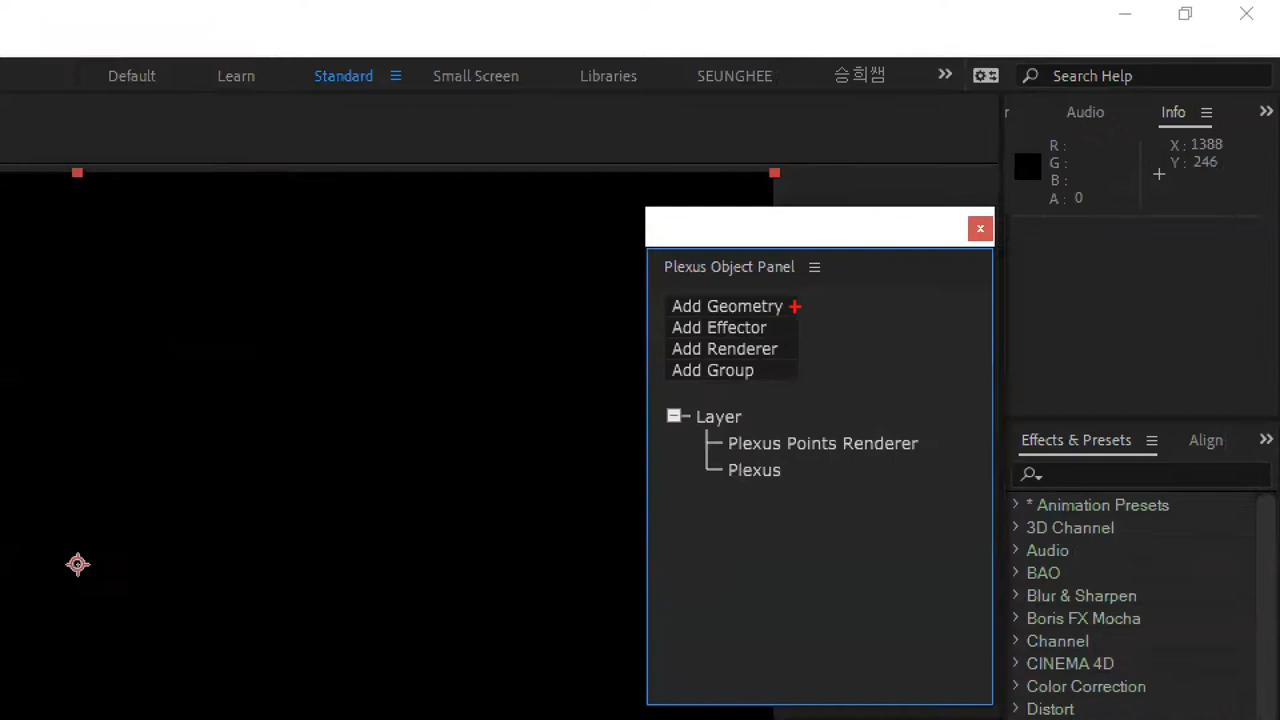 Default Learn Standard Small Screen Libraries SEUNGHEE 승희쌤 Search Help
r Audio Info
R :
G :
B :
A : 0
X : 1388
Y : 246
Plexus Object Panel
Add Geometry
Add Effector
Add Renderer
Add Group
Layer
Plexus Points Renderer
Plexus
Effects & Presets Align
* Animation Presets
3D Channel
Audio
BAO
Blur & Sharpen
Boris FX Mocha
Channel
CINEMA 4D
Color Correction
Distort